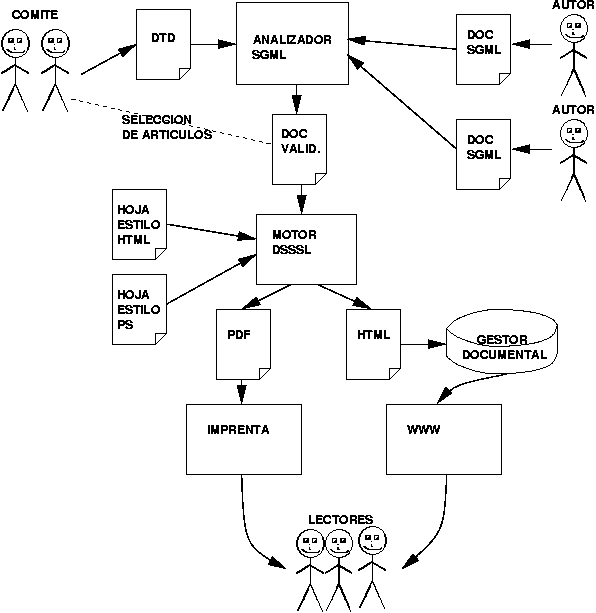 COMITE
AUTOR
DTD
ANALIZADOR
SGML
DOC
SGML
AUTOR
SELECCION
DE ARTICULOS
DOC
VALID.
DOC
SGML
HOJA
ESTILO
HTML
MOTOR
DSSSL
HOJA
ESTILO
PS
PDF
HTML
GESTOR
DOCUMENTAL
IMPRENTA
WWW
LECTORES